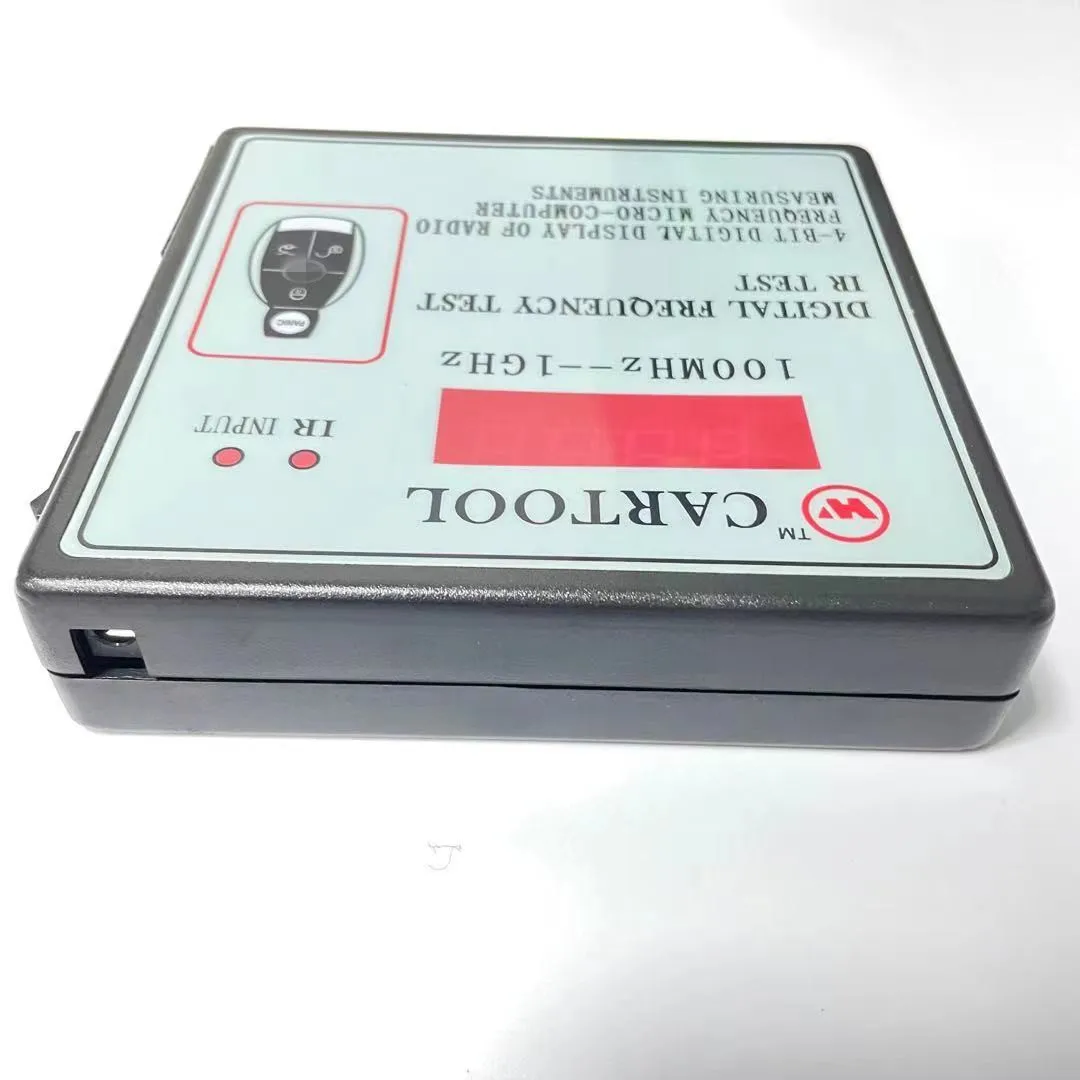 ™ CARTOOL
IR INPUT
100MHz--1GHz
DIGITAL FREQUENCY TEST
IR TEST
4-BIT DIGITAL DISPLAY OF RADIO
FREQUENCY MICRO-COMPUTER
MEASURING INSTRUMENTS
PANIC